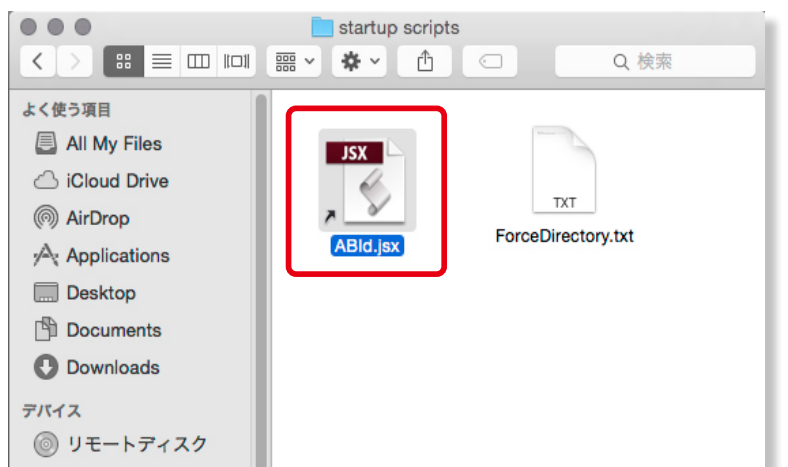 startup scripts
検索
よく使う項目
All My Files
iCloud Drive
AirDrop
Applications
Desktop
Documents
Downloads
デバイス
リモートディスク
JSX
ABId.jsx
TXT
ForceDirectory.txt